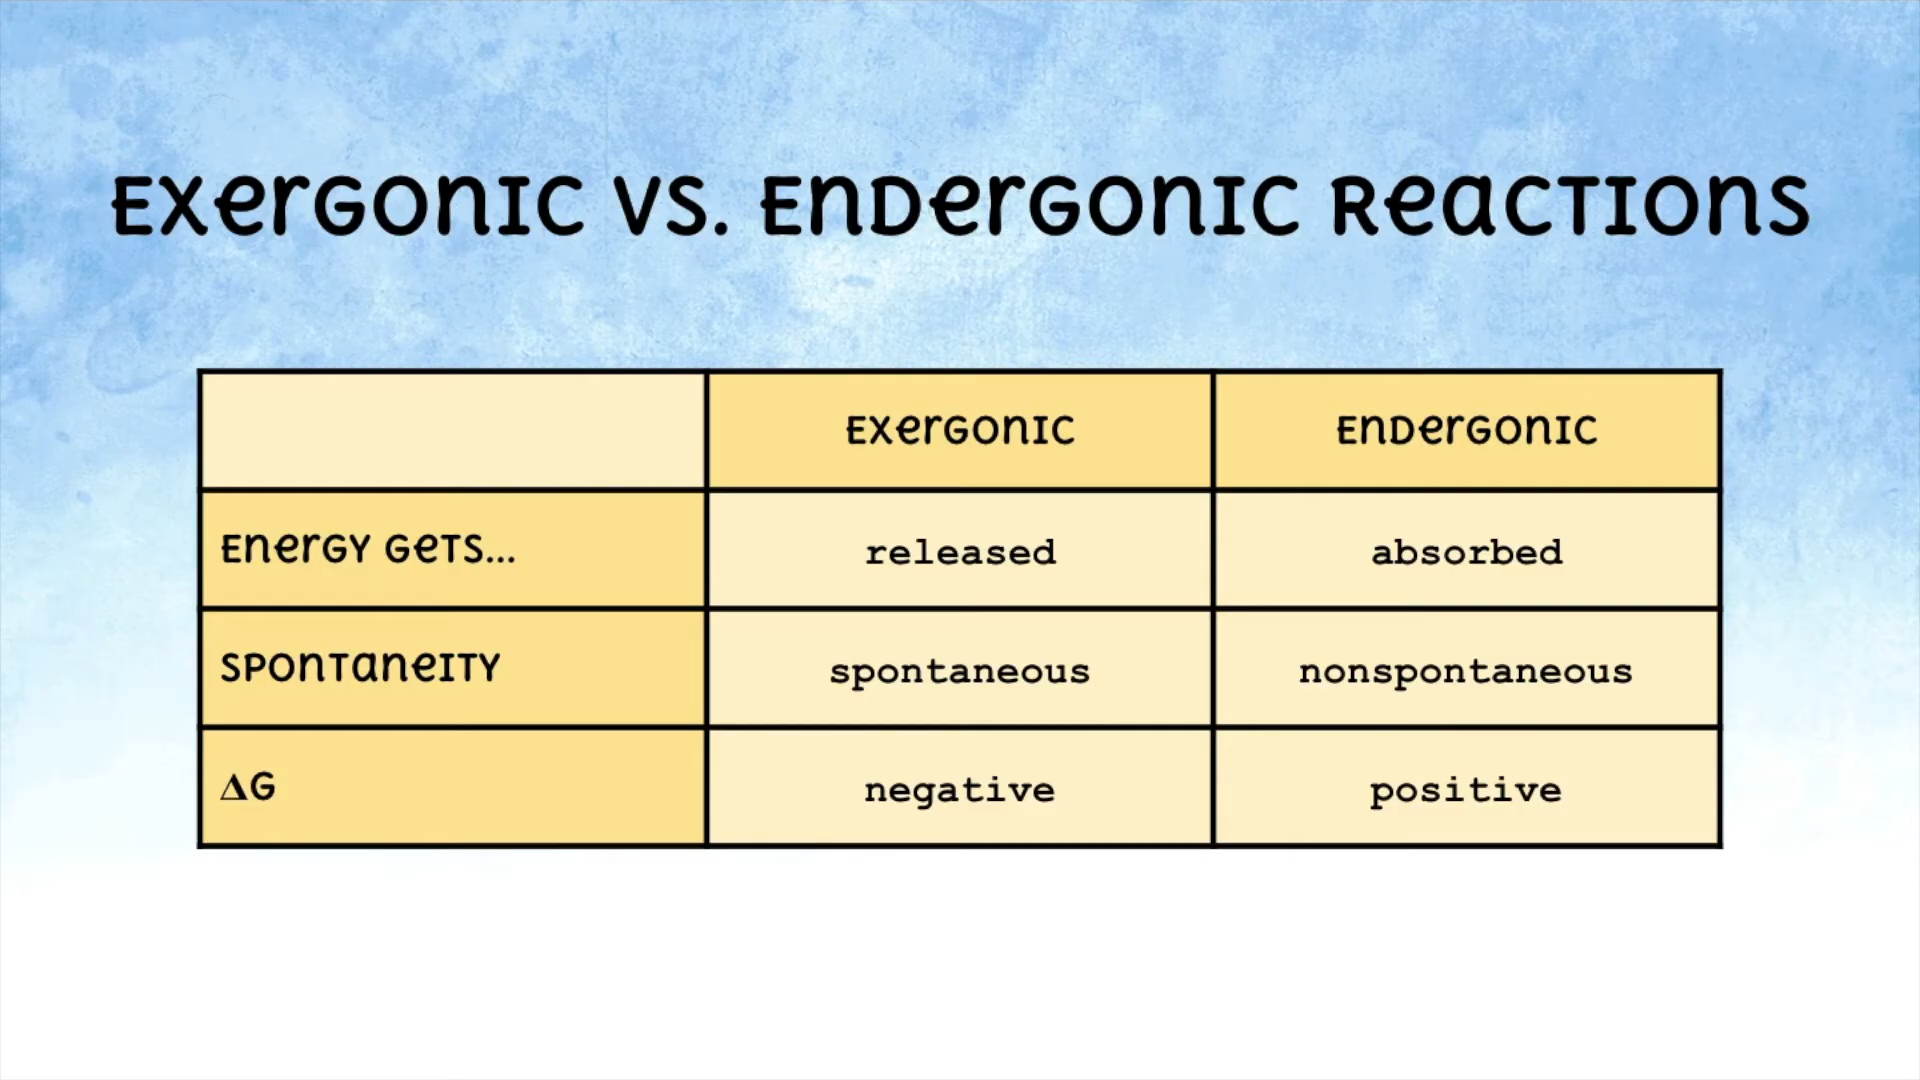 Exergonic vs. Endergonic Reactions
Exergonic Endergonic
Energy gets... released absorbed
Spontaneity spontaneous nonspontaneous
ΔG negative positive